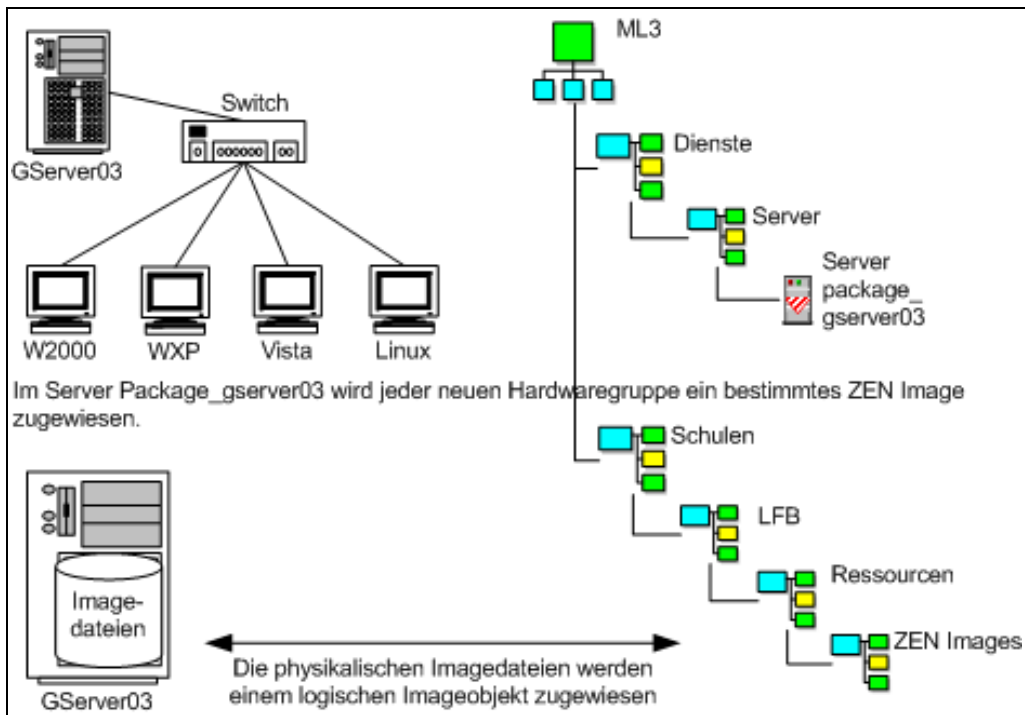 ML3
Switch
GServer03
Dienste
Server
Server
package_
gserver03
W2000
WXP
Vista
Linux
Im Server Package_gserver03 wird jeder neuen Hardwaregruppe ein bestimmtes ZEN Image
zugewiesen.
Schulen
LFB
Ressourcen
ZEN Images
Image-
dateien
Die physikalischen Imagedateien werden
einem logischen Imageobjekt zugewiesen
GServer03